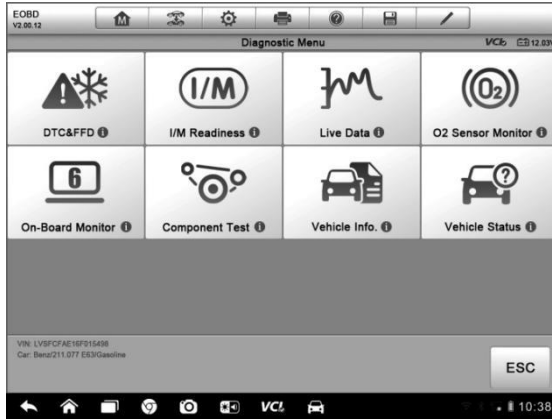 EOBD
V2.00.12
Diagnostic Menu
VCI
12.03V
DTC&FFD
I/M
I/M Readiness
Live Data
O2
O2 Sensor Monitor
6
On-Board Monitor
Component Test
Vehicle Info.
?
Vehicle Status
VIN: LVSFCFAE16F015498
Car: Benz/211.077 E63/Gasoline
ESC
VCI
10:38